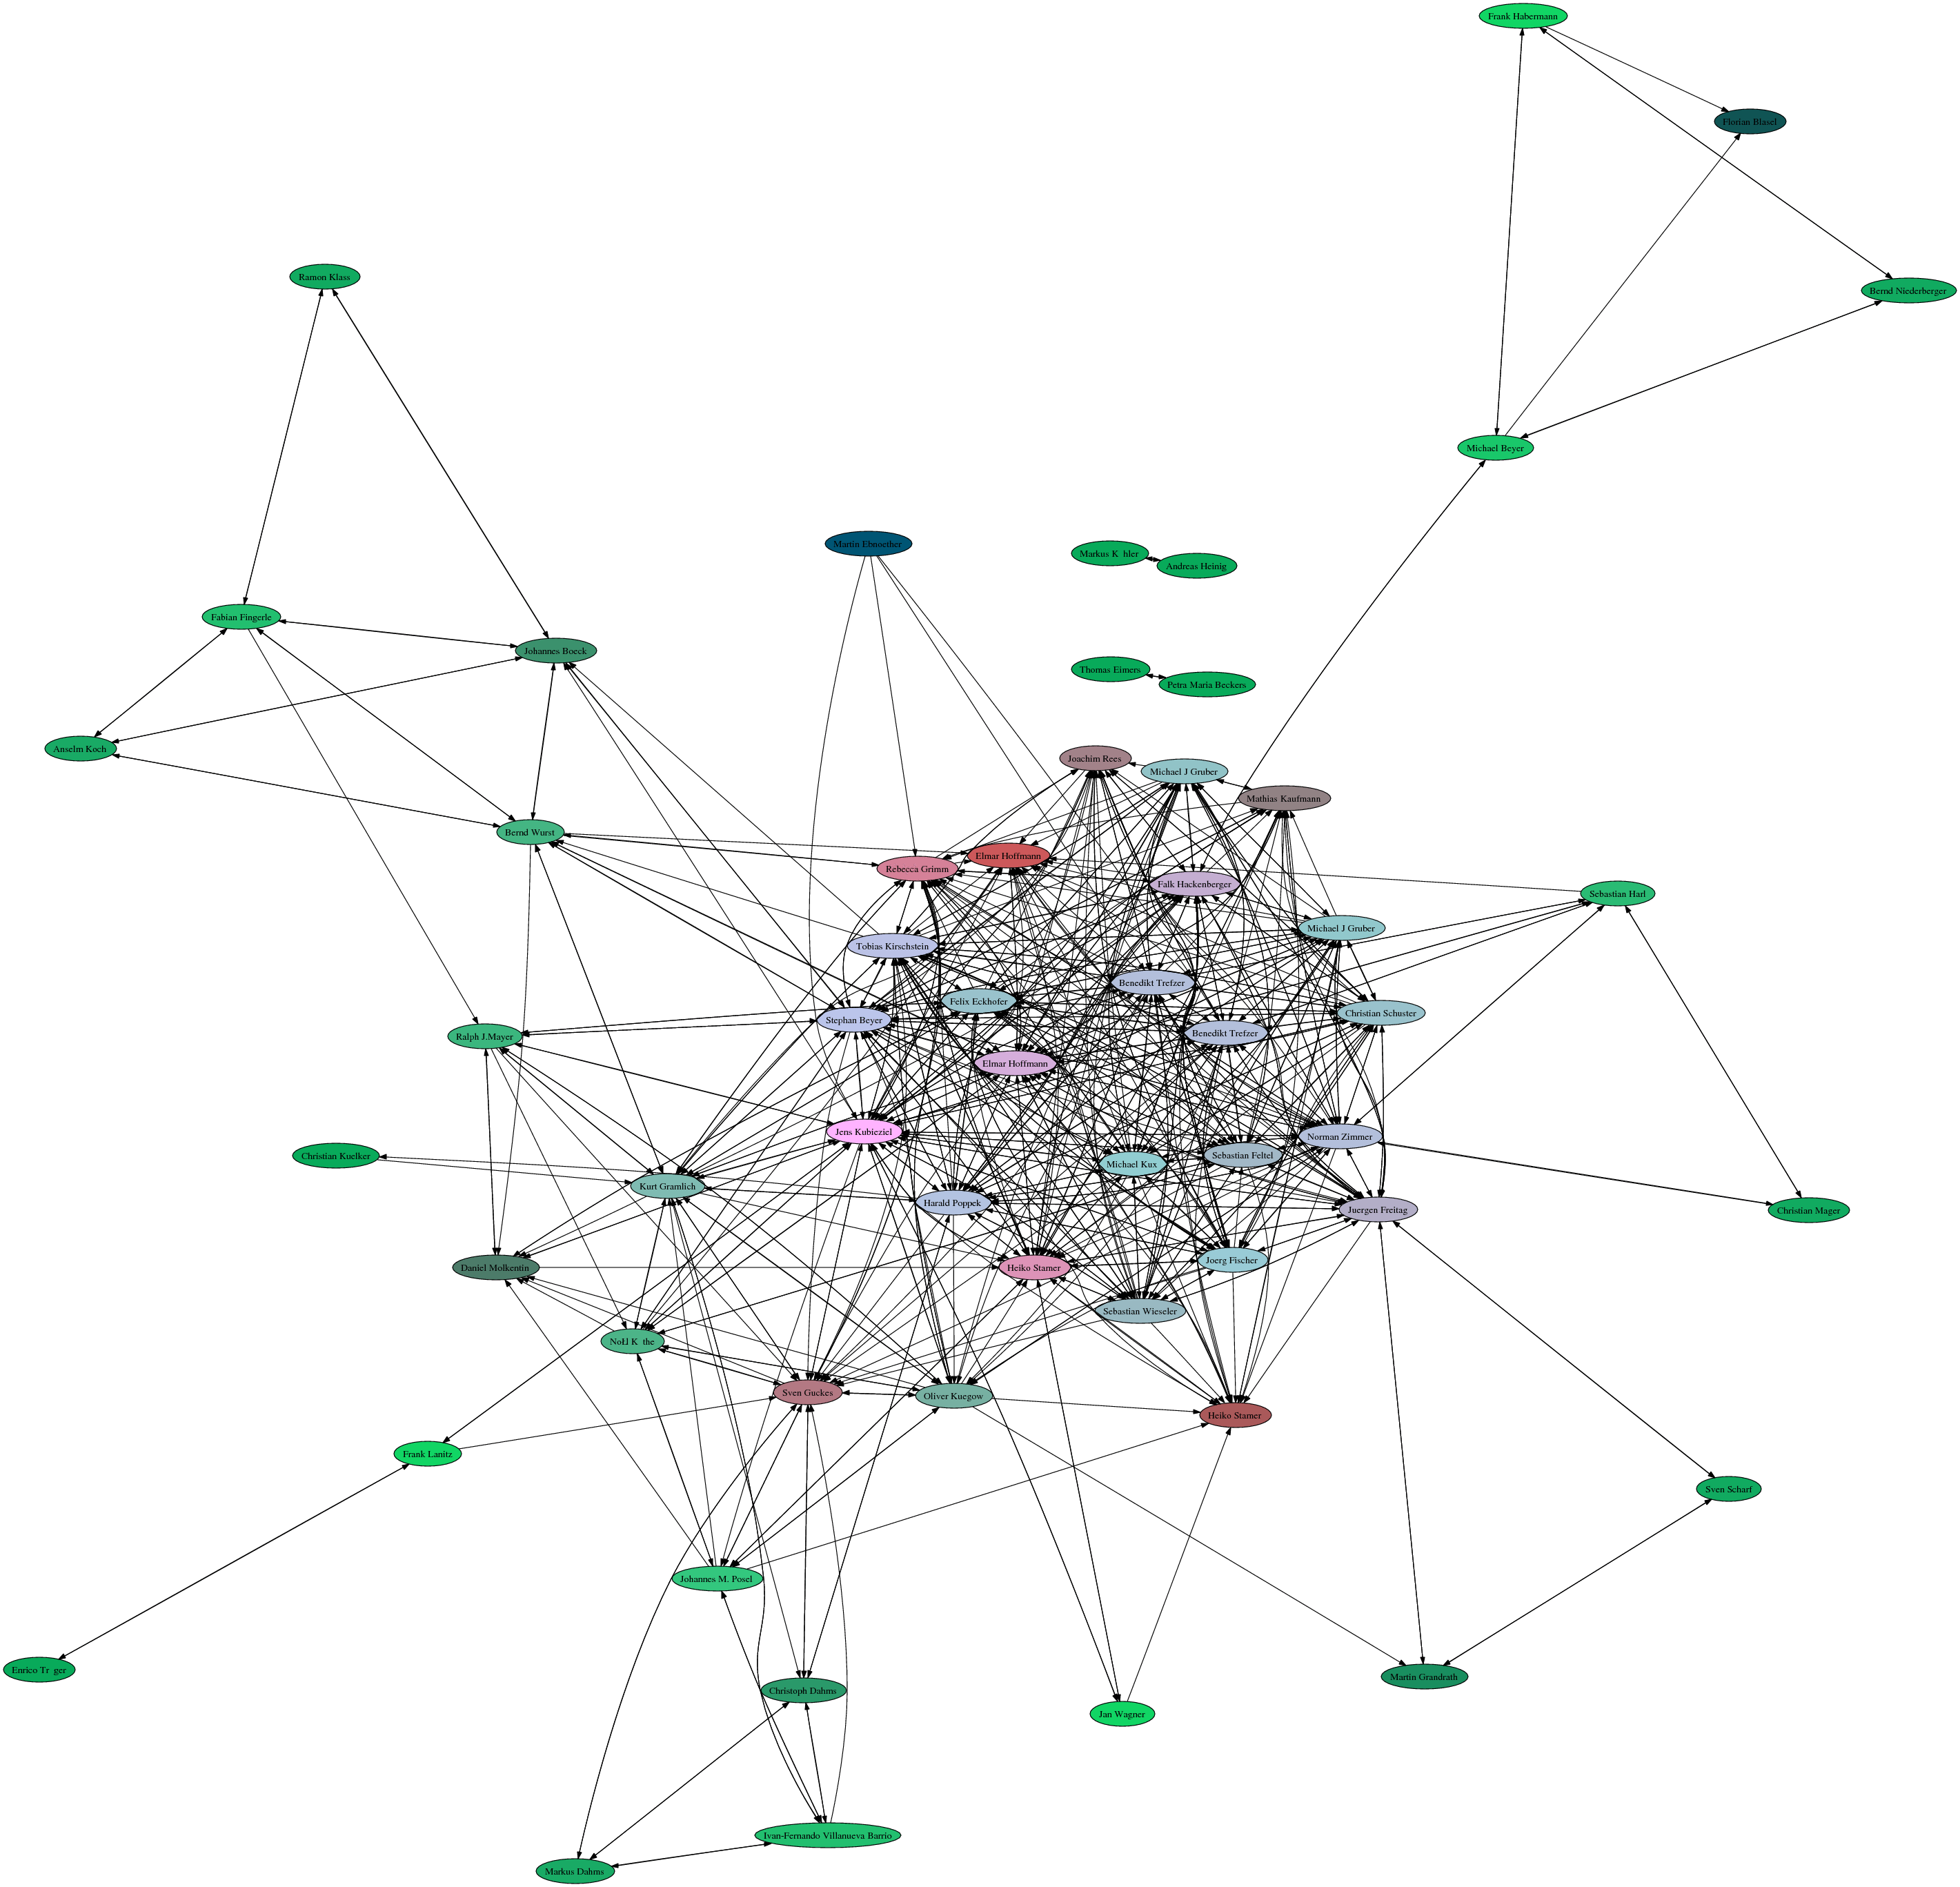 Frank Habermann
Florian Blasel
Ramon Klass
Bernd Niederberger
Michael Beyer
Martin Ebnoether
Markus K hler
Andreas Heinig
Fabian Fingerle
Johannes Boeck
Thomas Eimers
Petra Maria Beckers
Anselm Koch
Joachim Rees
Michael J Gruber
Mathias Kaufmann
Bernd Wurst
Elmar Hoffmann
Rebecca Grimm
Falk Hackenberger
Sebastian Harl
Michael J Gruber
Tobias Kirschstein
Benedikt Trefzer
Felix Eckhofer
Christian Schuster
Stephan Beyer
Benedikt Trefzer
Ralph J.Mayer
Elmar Hoffmann
Jens Kubieziel
Norman Zimmer
Christian Kuelker
Sebastian Feltel
Michael Kux
Kurt Gramlich
Harald Poppek
Juergen Freitag
Christian Mager
Joerg Fischer
Daniel Molkentin
Heiko Stamer
Sebastian Wieseler
NoŁl K the
Sven Guckes
Oliver Kuegow
Heiko Stamer
Frank Lanitz
Sven Scharf
Johannes M. Posel
Enrico Tr ger
Martin Grandrath
Christoph Dahms
Jan Wagner
Ivan-Fernando Villanueva Barrio
Markus Dahms